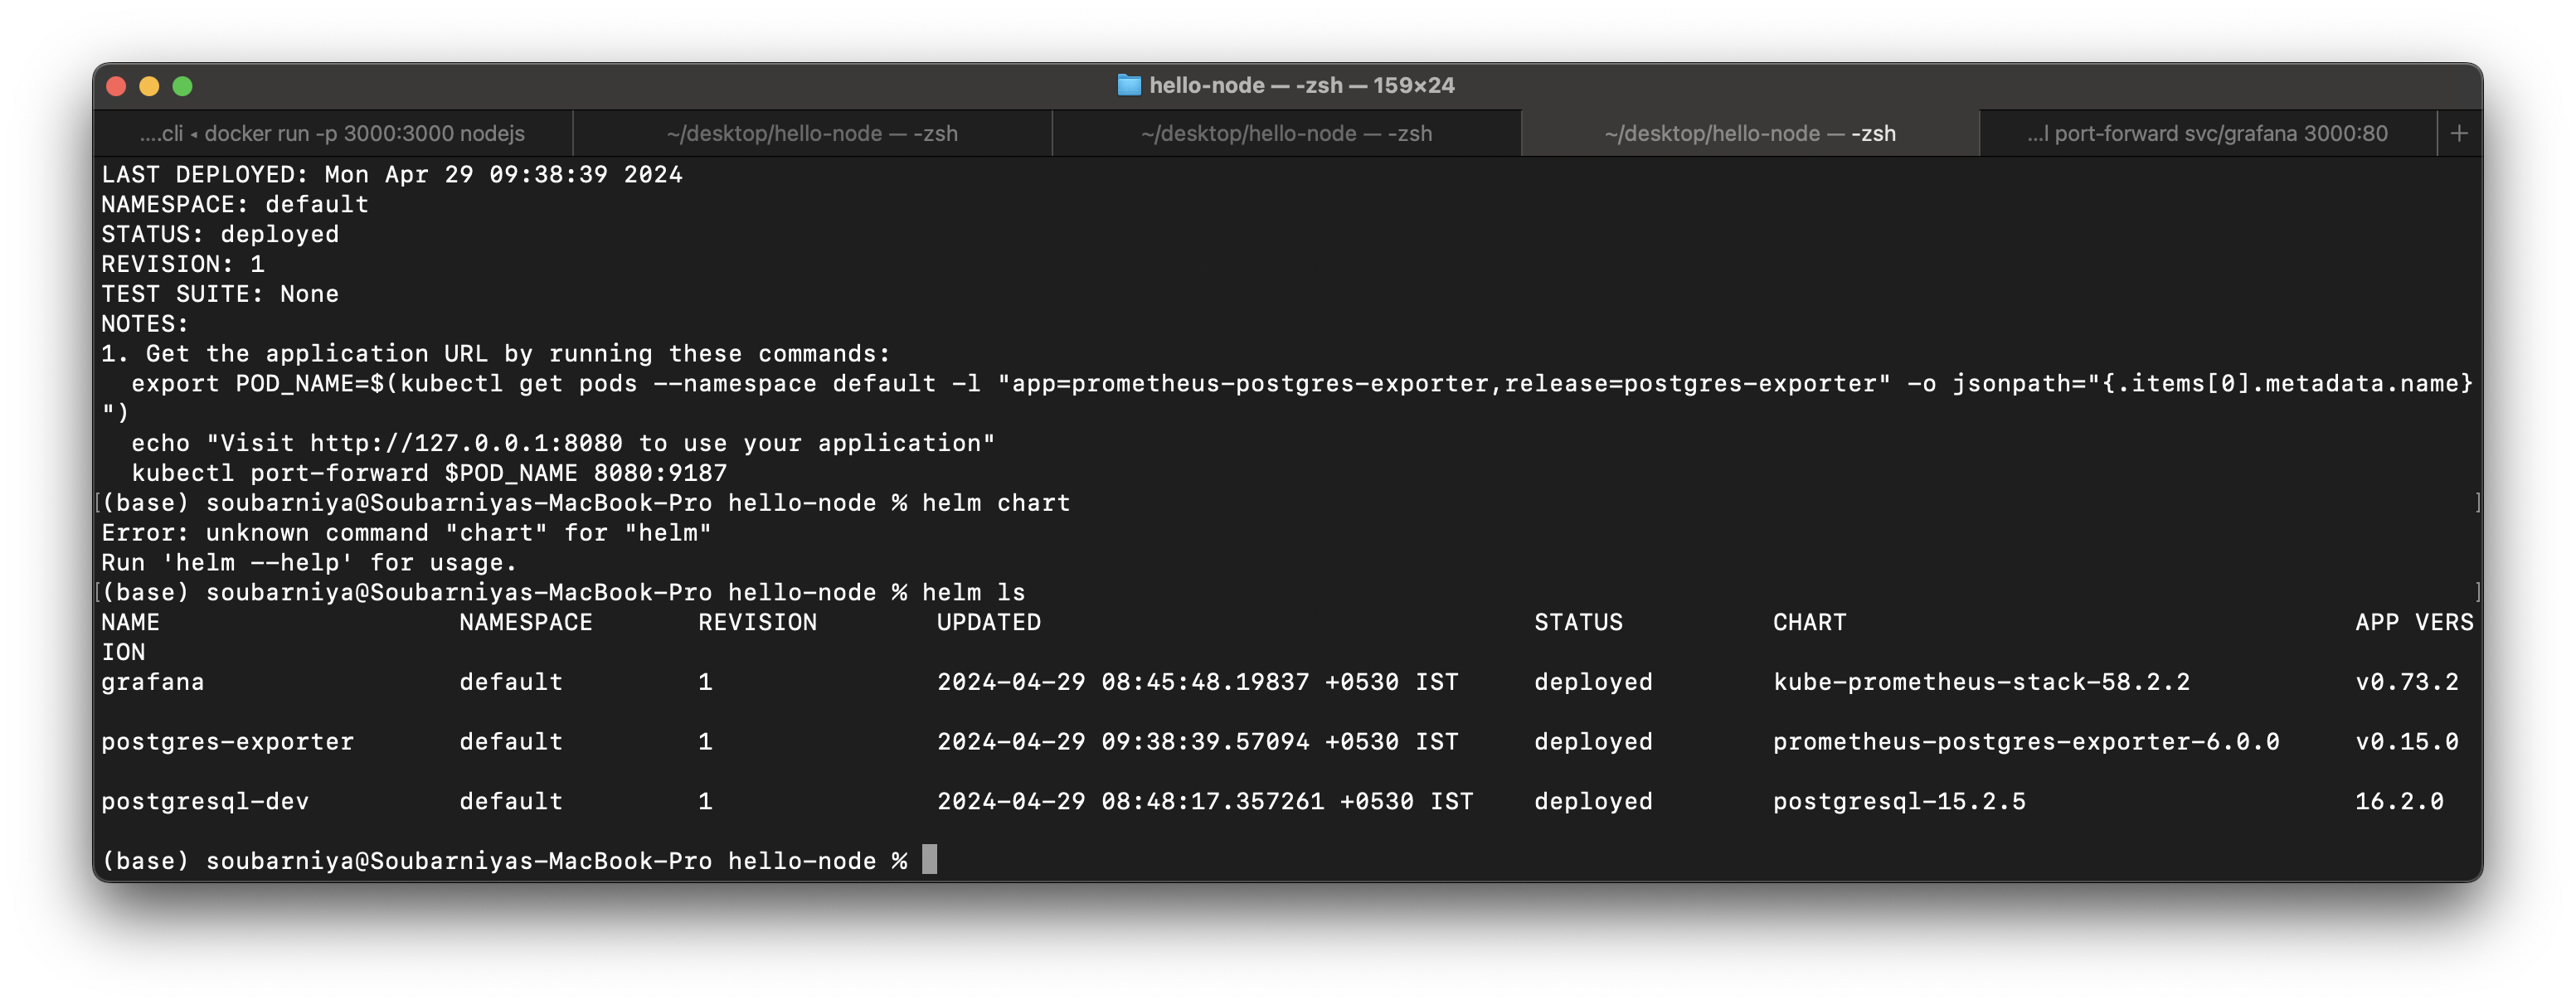 hello-node — -zsh — 159×24
....cli ◂ docker run -p 3000:3000 nodejs
~/desktop/hello-node — -zsh
~/desktop/hello-node — -zsh
~/desktop/hello-node — -zsh
...l port-forward svc/grafana 3000:80
+
LAST DEPLOYED: Mon Apr 29 09:38:39 2024
NAMESPACE: default
STATUS: deployed
REVISION: 1
TEST SUITE: None
NOTES:
1. Get the application URL by running these commands:
  export POD_NAME=$(kubectl get pods --namespace default -l "app=prometheus-postgres-exporter,release=postgres-exporter" -o jsonpath="{.items[0].metadata.name}
")
  echo "Visit http://127.0.0.1:8080 to use your application"
  kubectl port-forward $POD_NAME 8080:9187
[(base) soubarniya@Soubarniyas-MacBook-Pro hello-node % helm chart ]
Error: unknown command "chart" for "helm"
Run 'helm --help' for usage.
[(base) soubarniya@Soubarniyas-MacBook-Pro hello-node % helm ls ]
NAME NAMESPACE REVISION UPDATED STATUS CHART APP VERS
ION
grafana default 1 2024-04-29 08:45:48.19837 +0530 IST deployed kube-prometheus-stack-58.2.2 v0.73.2
postgres-exporter default 1 2024-04-29 09:38:39.57094 +0530 IST deployed prometheus-postgres-exporter-6.0.0 v0.15.0
postgresql-dev default 1 2024-04-29 08:48:17.357261 +0530 IST deployed postgresql-15.2.5 16.2.0
(base) soubarniya@Soubarniyas-MacBook-Pro hello-node %